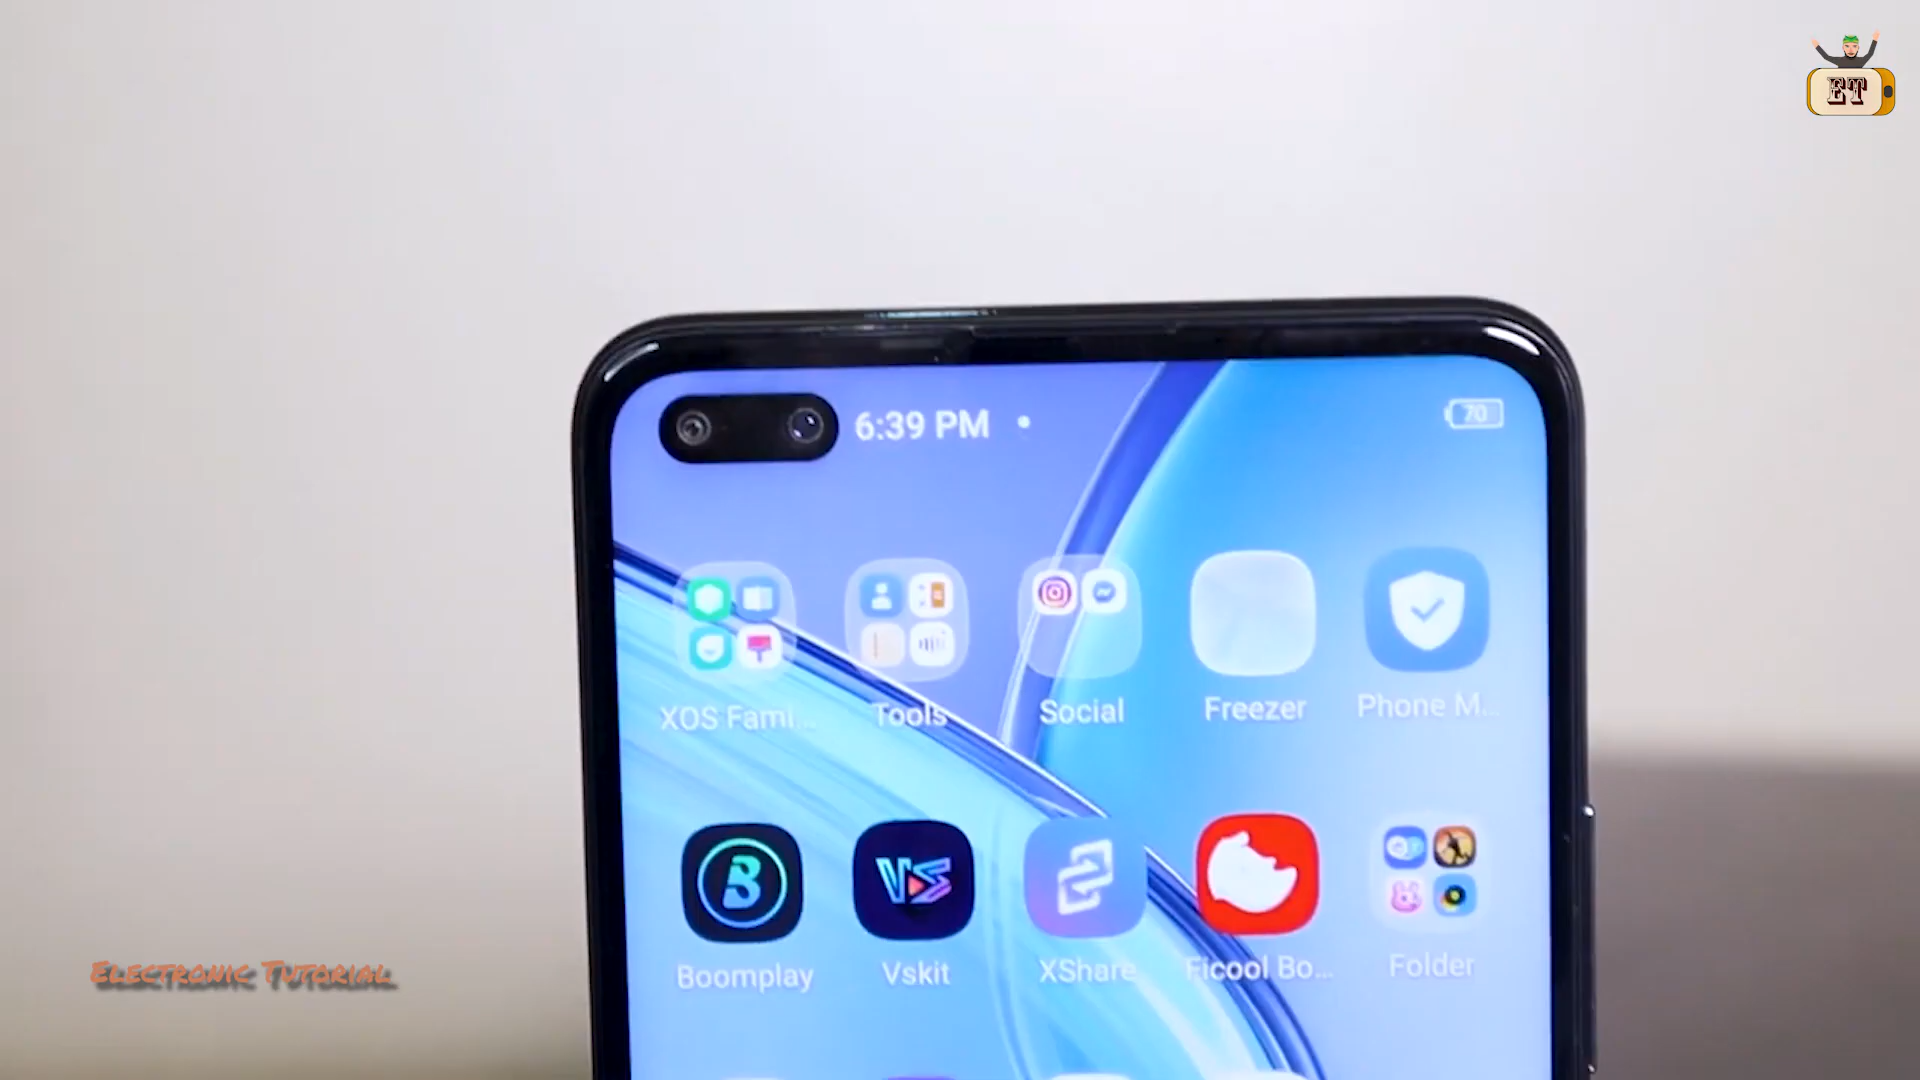 ET
6:39 PM
70
XOS Fami...
Tools
Social
Freezer
Phone M...
Boomplay
Vskit
XShare
Ficool Bo...
Folder
Electronic Tutorial